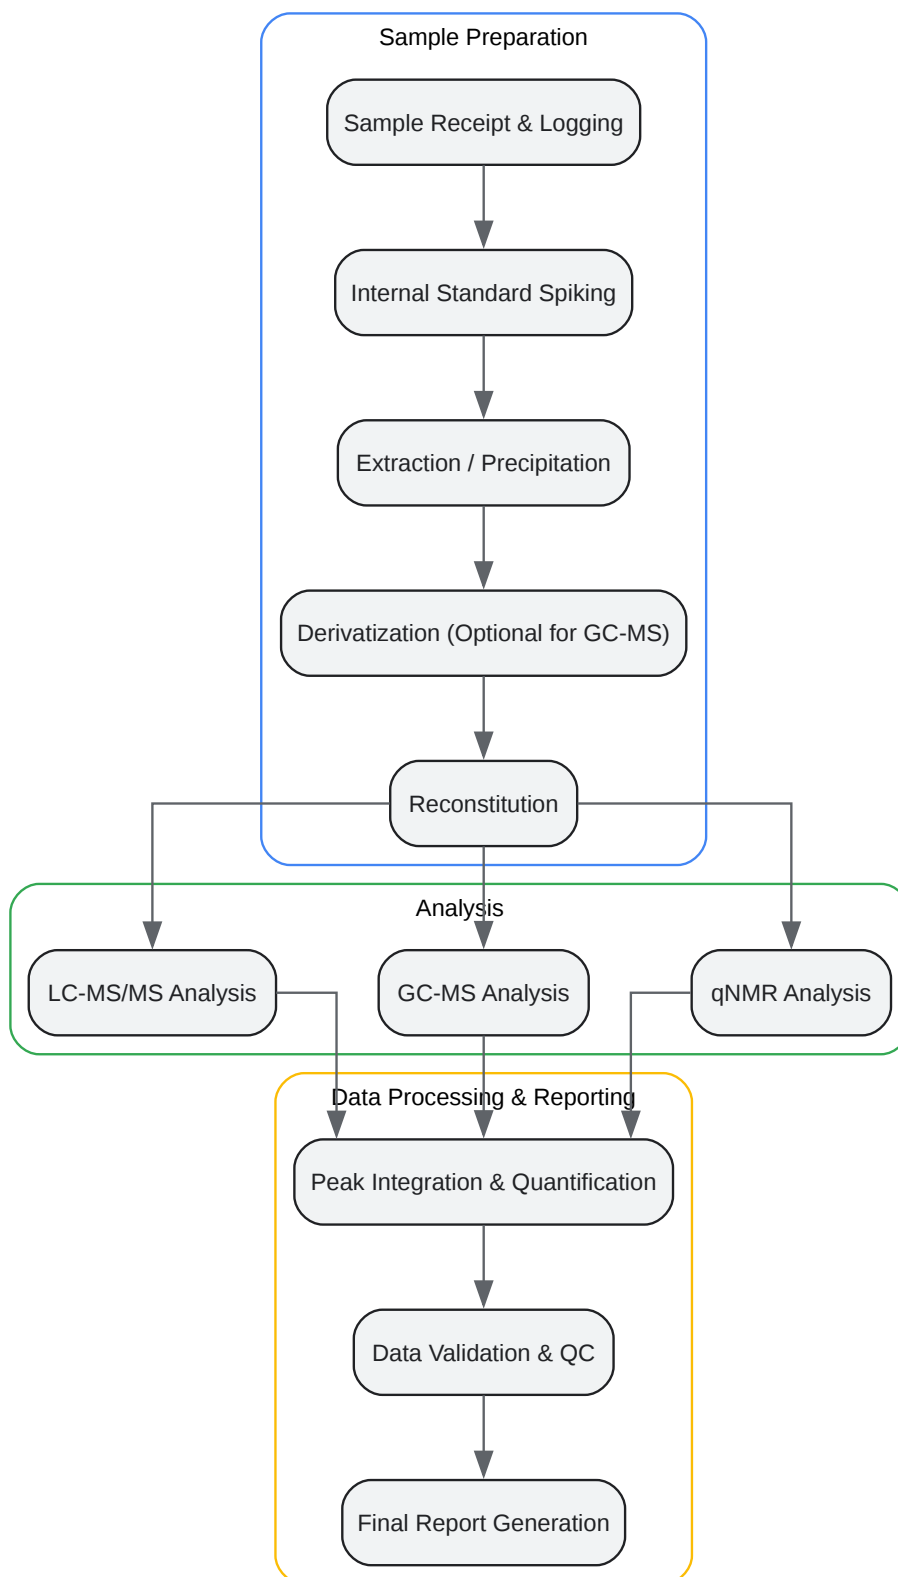 Sample Preparation
Sample Receipt & Logging
Internal Standard Spiking
Extraction / Precipitation
Derivatization (Optional for GC-MS)
Reconstitution
Analysis
LC-MS/MS Analysis
GC-MS Analysis
qNMR Analysis
Data Processing & Reporting
Peak Integration & Quantification
Data Validation & QC
Final Report Generation